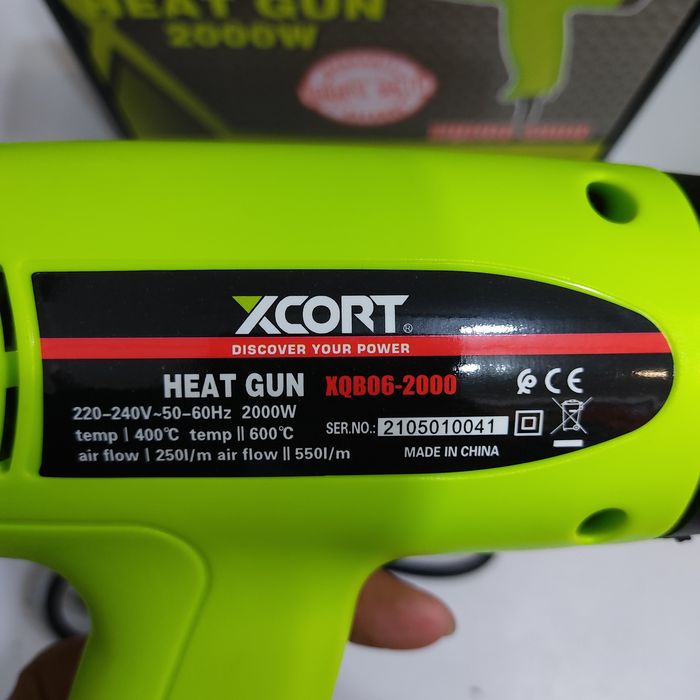 HEAT GUN
2000W
XCORT®
DISCOVER YOUR POWER
HEAT GUN XQB06-2000
220-240V~50-60Hz 2000W
temp I 400℃ temp II 600℃
SER.NO.: 2105010041
air flow I 250l/m air flow II 550l/m
MADE IN CHINA
CE